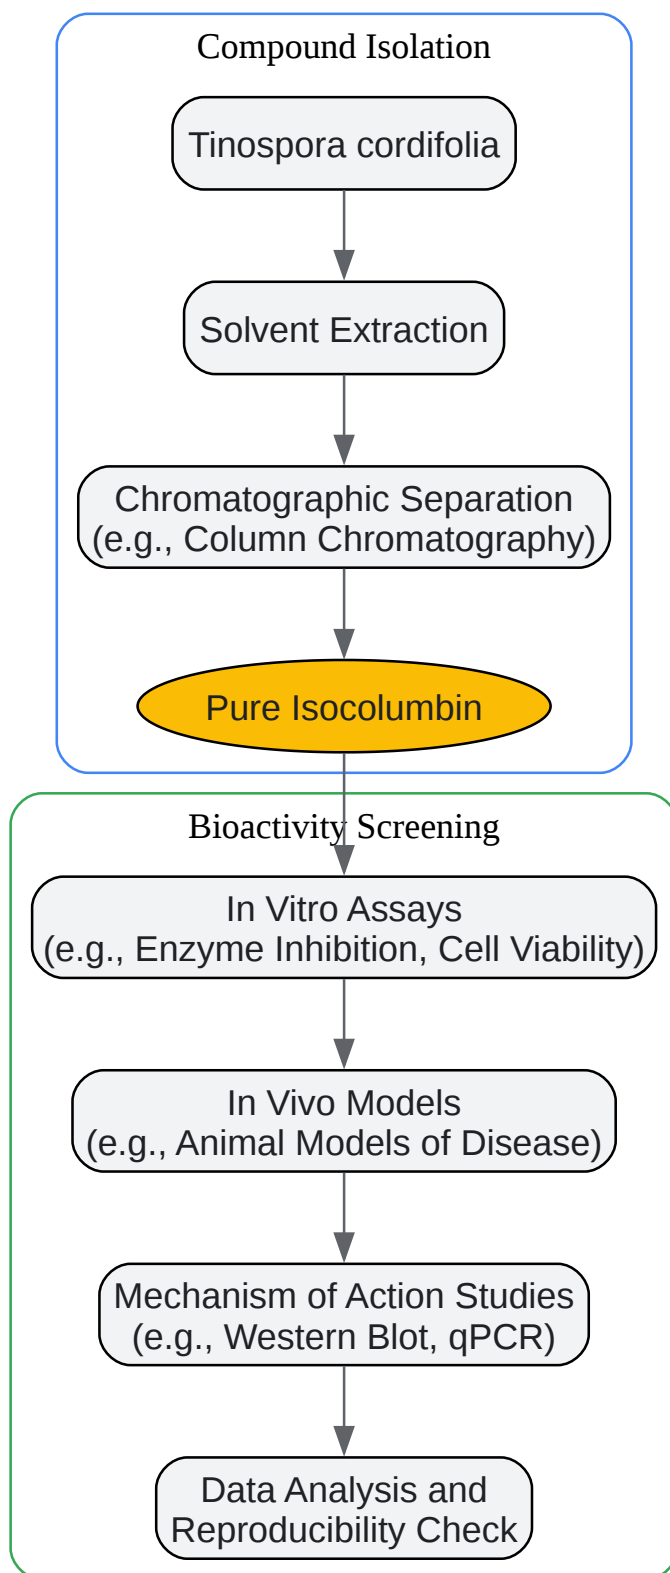 Compound Isolation
Tinospora cordifolia
Solvent Extraction
Chromatographic Separation
(e.g., Column Chromatography)
Pure Isocolumbin
Bioactivity Screening
In Vitro Assays
(e.g., Enzyme Inhibition, Cell Viability)
In Vivo Models
(e.g., Animal Models of Disease)
Mechanism of Action Studies
(e.g., Western Blot, qPCR)
Data Analysis and
Reproducibility Check